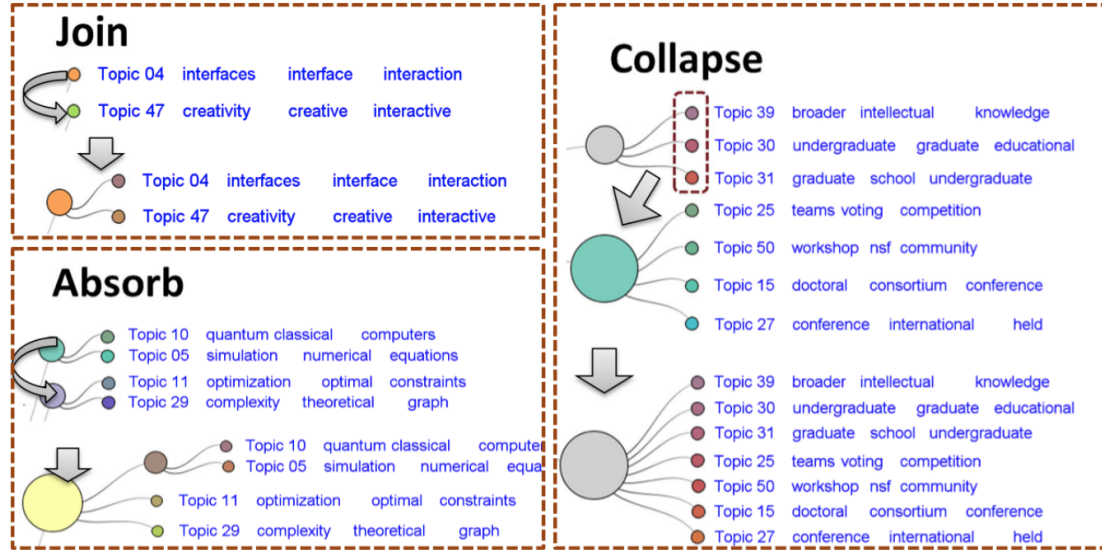 Join
Topic 04 interfaces interface interaction
Topic 47 creativity creative interactive
Topic 04 interfaces interface interaction
Topic 47 creativity creative interactive
Absorb
Topic 10 quantum classical computers
Topic 05 simulation numerical equations
Topic 11 optimization optimal constraints
Topic 29 complexity theoretical graph
Topic 10 quantum classical compute
Topic 05 simulation numerical equa
Topic 11 optimization optimal constraints
Topic 29 complexity theoretical graph
Collapse
Topic 39 broader intellectual knowledge
Topic 30 undergraduate graduate educational
Topic 31 graduate school undergraduate
Topic 25 teams voting competition
Topic 50 workshop nsf community
Topic 15 doctoral consortium conference
Topic 27 conference international held
Topic 39 broader intellectual knowledge
Topic 30 undergraduate graduate educational
Topic 31 graduate school undergraduate
Topic 25 teams voting competition
Topic 50 workshop nsf community
Topic 15 doctoral consortium conference
Topic 27 conference international held